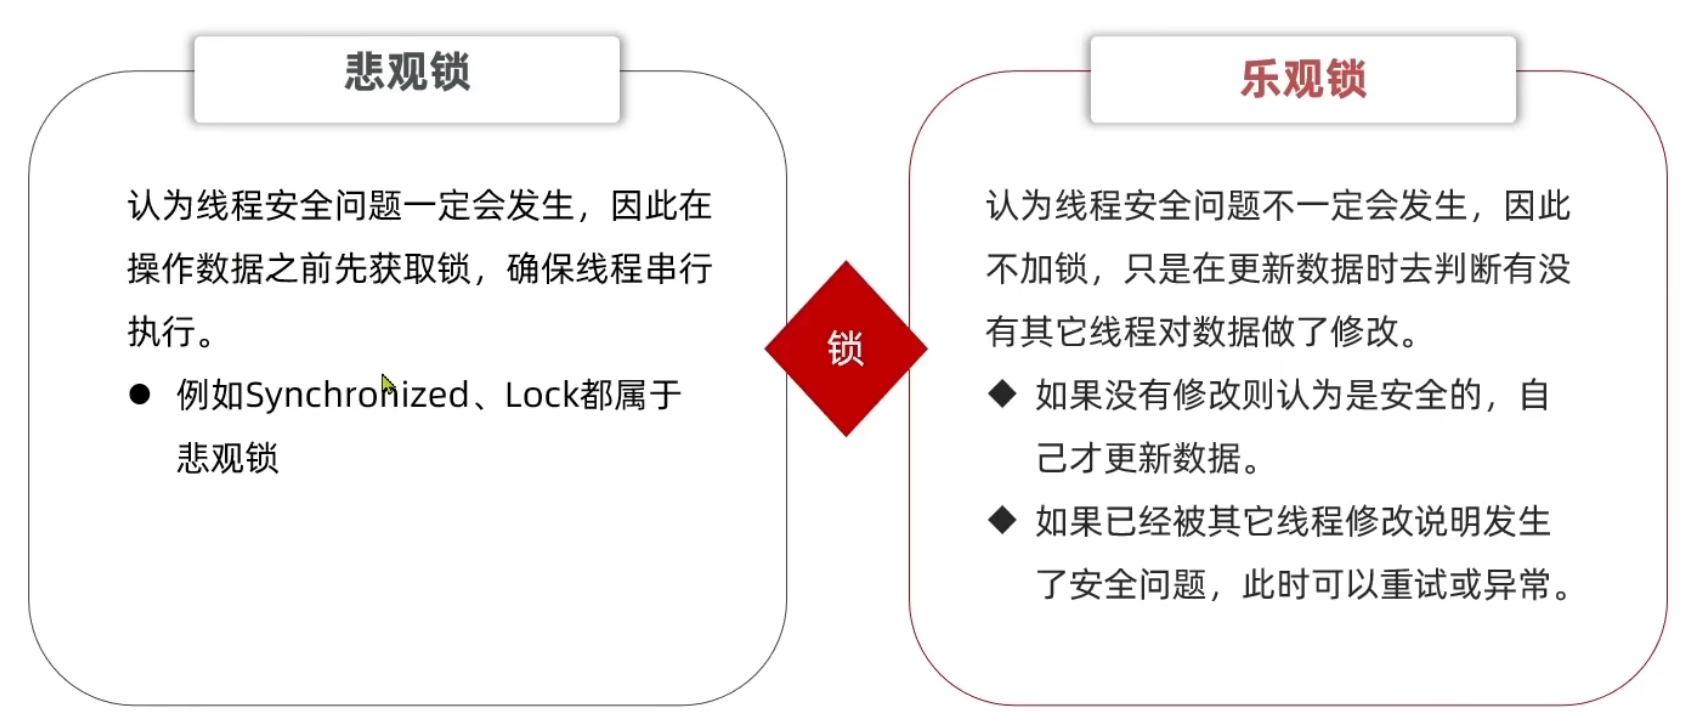 悲观锁
认为线程安全问题一定会发生，因此在
操作数据之前先获取锁，确保线程串行
执行。
● 例如Synchronized、Lock都属于
悲观锁
锁
乐观锁
认为线程安全问题不一定会发生，因此
不加锁，只是在更新数据时去判断有没
有其它线程对数据做了修改。
◆ 如果没有修改则认为是安全的，自
己才更新数据。
◆ 如果已经被其它线程修改说明发生
了安全问题，此时可以重试或异常。